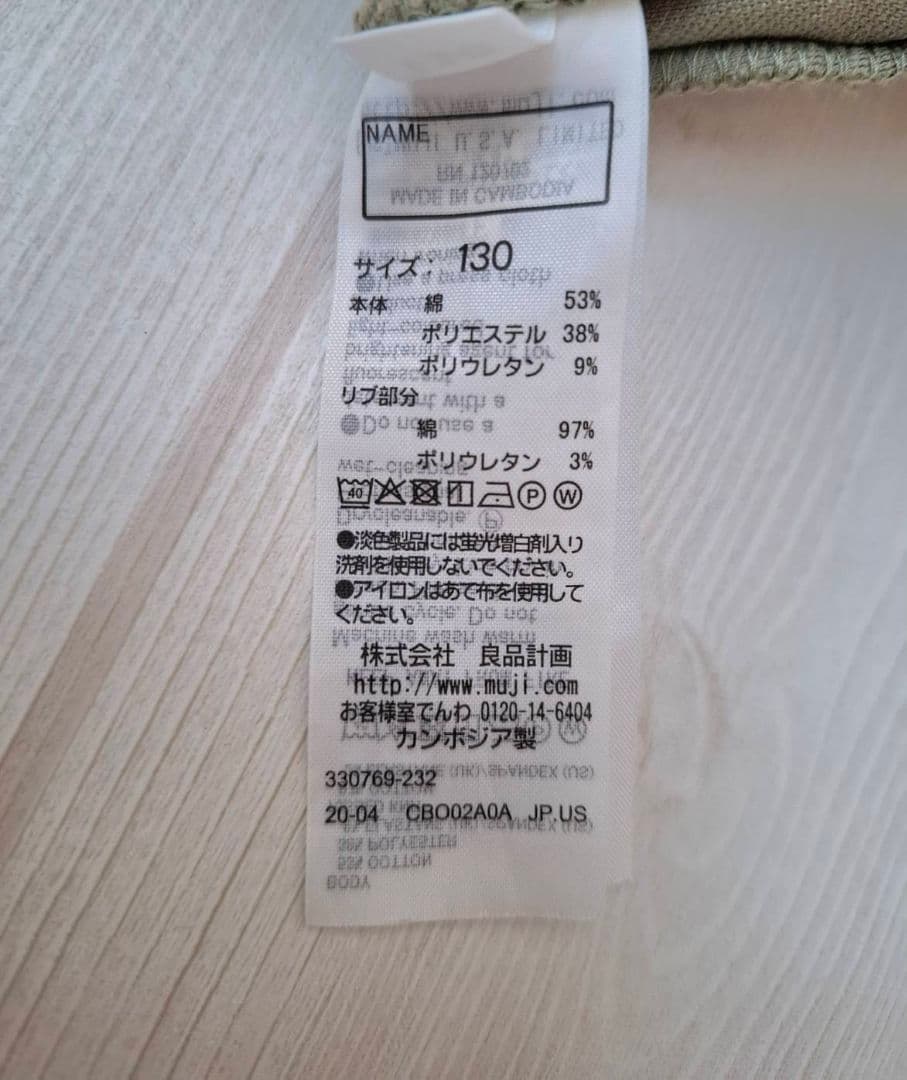 NAME
サイズ： 130
本体 綿 53%
ポリエステル 38%
ポリウレタン 9%
リブ部分
綿 97%
ポリウレタン 3%
40 P W
●淡色製品には蛍光増白剤入り
洗剤を使用しないでください。
●アイロンはあて布を使用して
ください。
株式会社 良品計画
http://www.muji.com
お客様室でんわ 0120-14-6404
カンボジア製
330769-232
20-04 CBO02A0A JP.US